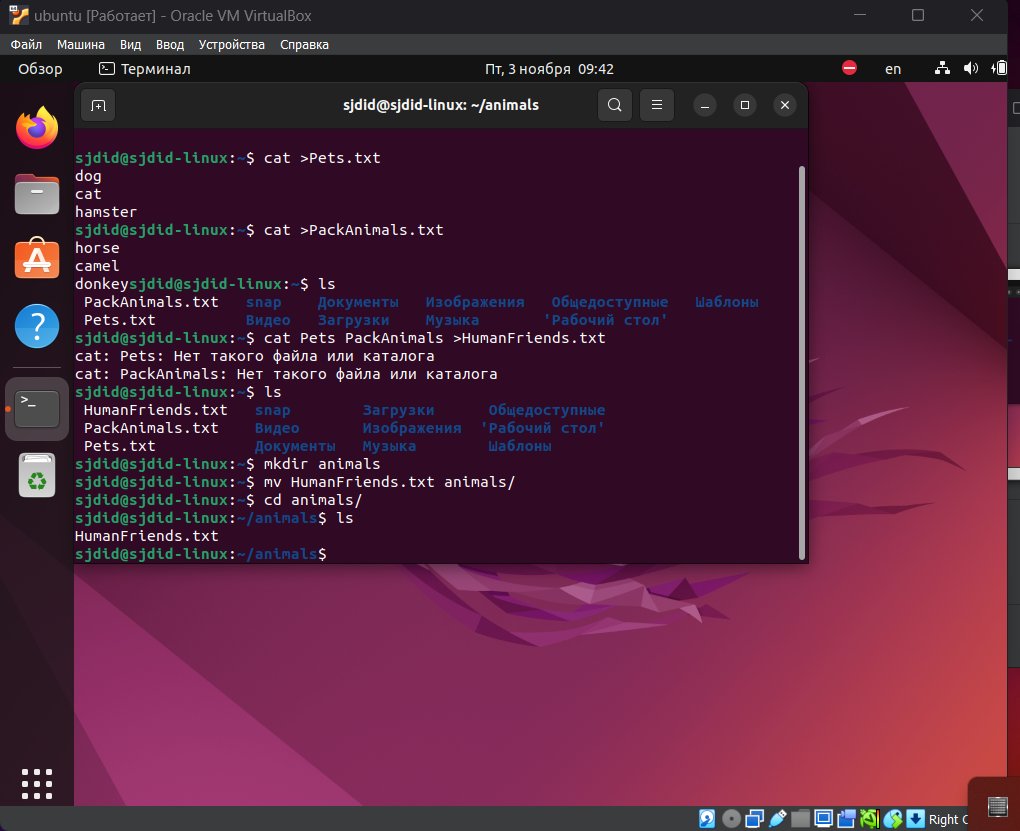 ubuntu [Работает] - Oracle VM VirtualBox
Файл Машина Вид Ввод Устройства Справка
Обзор Терминал Пт, 3 ноября 09:42 en
sjdid@sjdid-linux: ~/animals
sjdid@sjdid-linux:~$ cat >Pets.txt
dog
cat
hamster
sjdid@sjdid-linux:~$ cat >PackAnimals.txt
horse
camel
donkeysjdid@sjdid-linux:~$ ls
PackAnimals.txt snap Документы Изображения Общедоступные Шаблоны
Pets.txt Видео Загрузки Музыка 'Рабочий стол'
sjdid@sjdid-linux:~$ cat Pets PackAnimals >HumanFriends.txt
cat: Pets: Нет такого файла или каталога
cat: PackAnimals: Нет такого файла или каталога
sjdid@sjdid-linux:~$ ls
HumanFriends.txt snap Загрузки Общедоступные
PackAnimals.txt Видео Изображения 'Рабочий стол'
Pets.txt Документы Музыка Шаблоны
sjdid@sjdid-linux:~$ mkdir animals
sjdid@sjdid-linux:~$ mv HumanFriends.txt animals/
sjdid@sjdid-linux:~$ cd animals/
sjdid@sjdid-linux:~/animals$ ls
HumanFriends.txt
sjdid@sjdid-linux:~/animals$
Right C